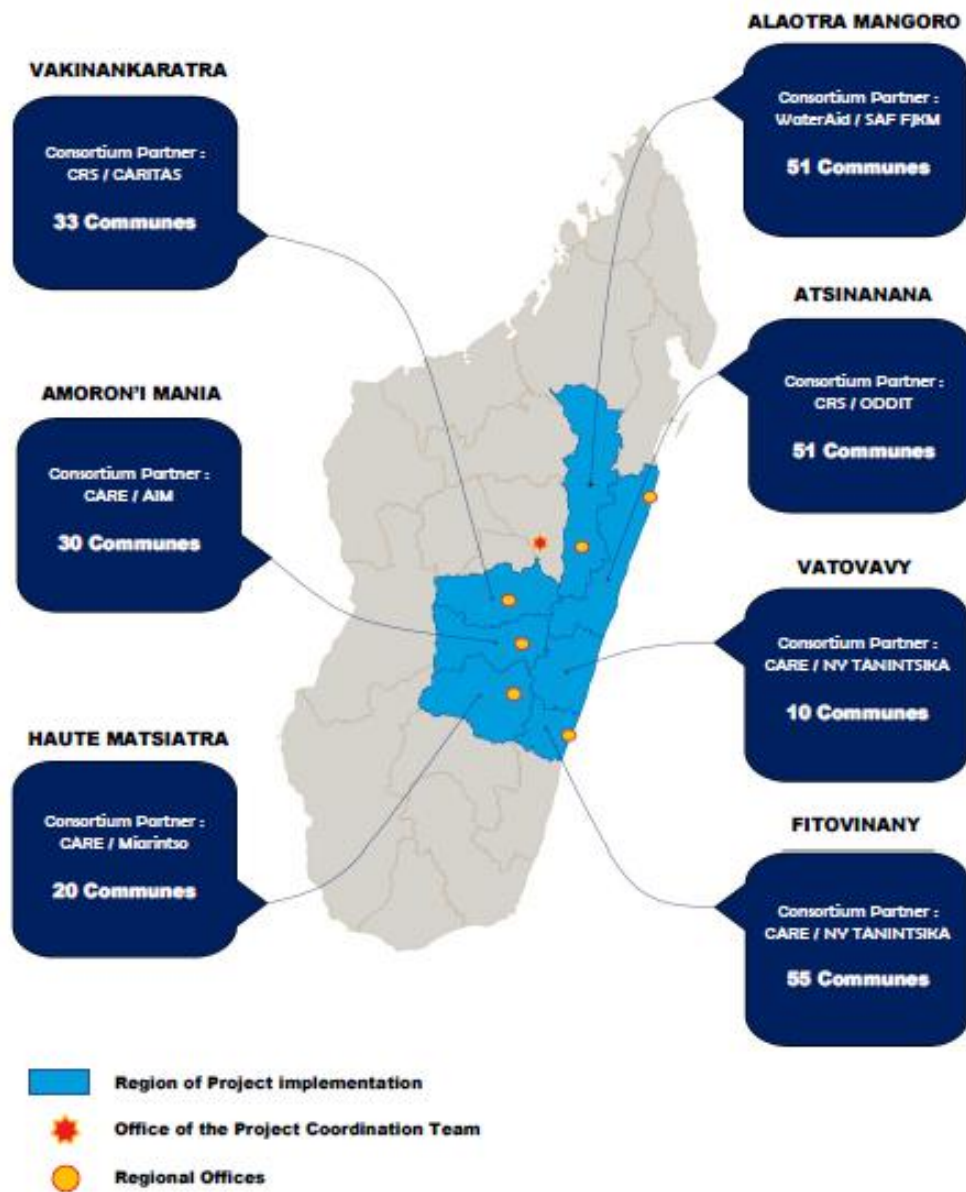 VAKINANKARATRA
Consortium Partner :
CRS / CARITAS
33 Communes
AMORON'I MANIA
Consortium Partner :
CARE / AIM
30 Communes
HAUTE MATSIATRA
Consortium Partner :
CARE / Miarintso
20 Communes
ALAOTRA MANGORO
Consortium Partner :
WaterAid / SAF FJKM
51 Communes
ATSINANANA
Consortium Partner :
CRS / ODDIT
51 Communes
VATOVAVY
Consortium Partner :
CARE / NY TANINTSIKA
10 Communes
FITOVINANY
Consortium Partner :
CARE / NY TANINTSIKA
55 Communes
Region of Project implementation
Office of the Project Coordination Team
Regional Offices